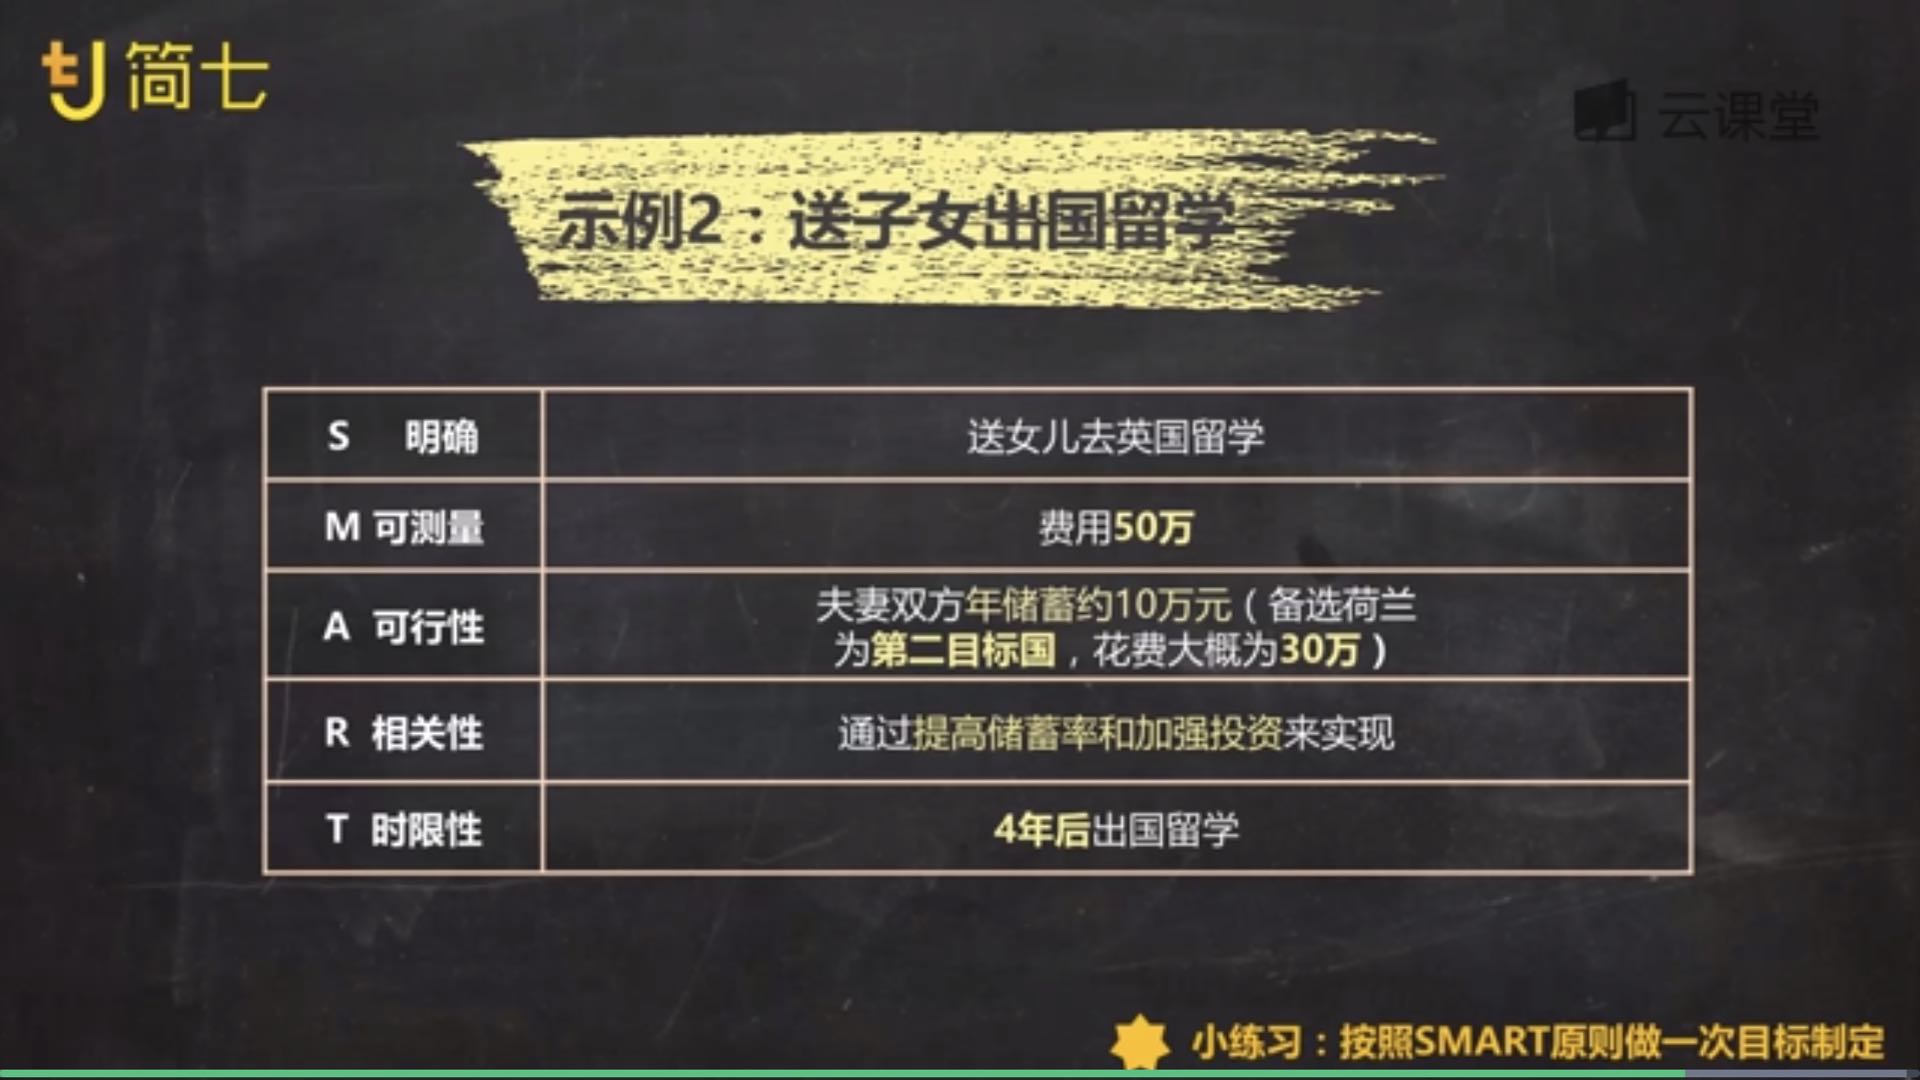 简七
云课堂
示例2：送子女出国留学
S 明确
送女儿去英国留学
M 可测量
费用50万
A 可行性
夫妻双方年储蓄约10万元（备选荷兰
为第二目标国，花费大概为30万）
R 相关性
通过提高储蓄率和加强投资来实现
T 时限性
4年后出国留学
小练习：按照SMART原则做一次目标制定